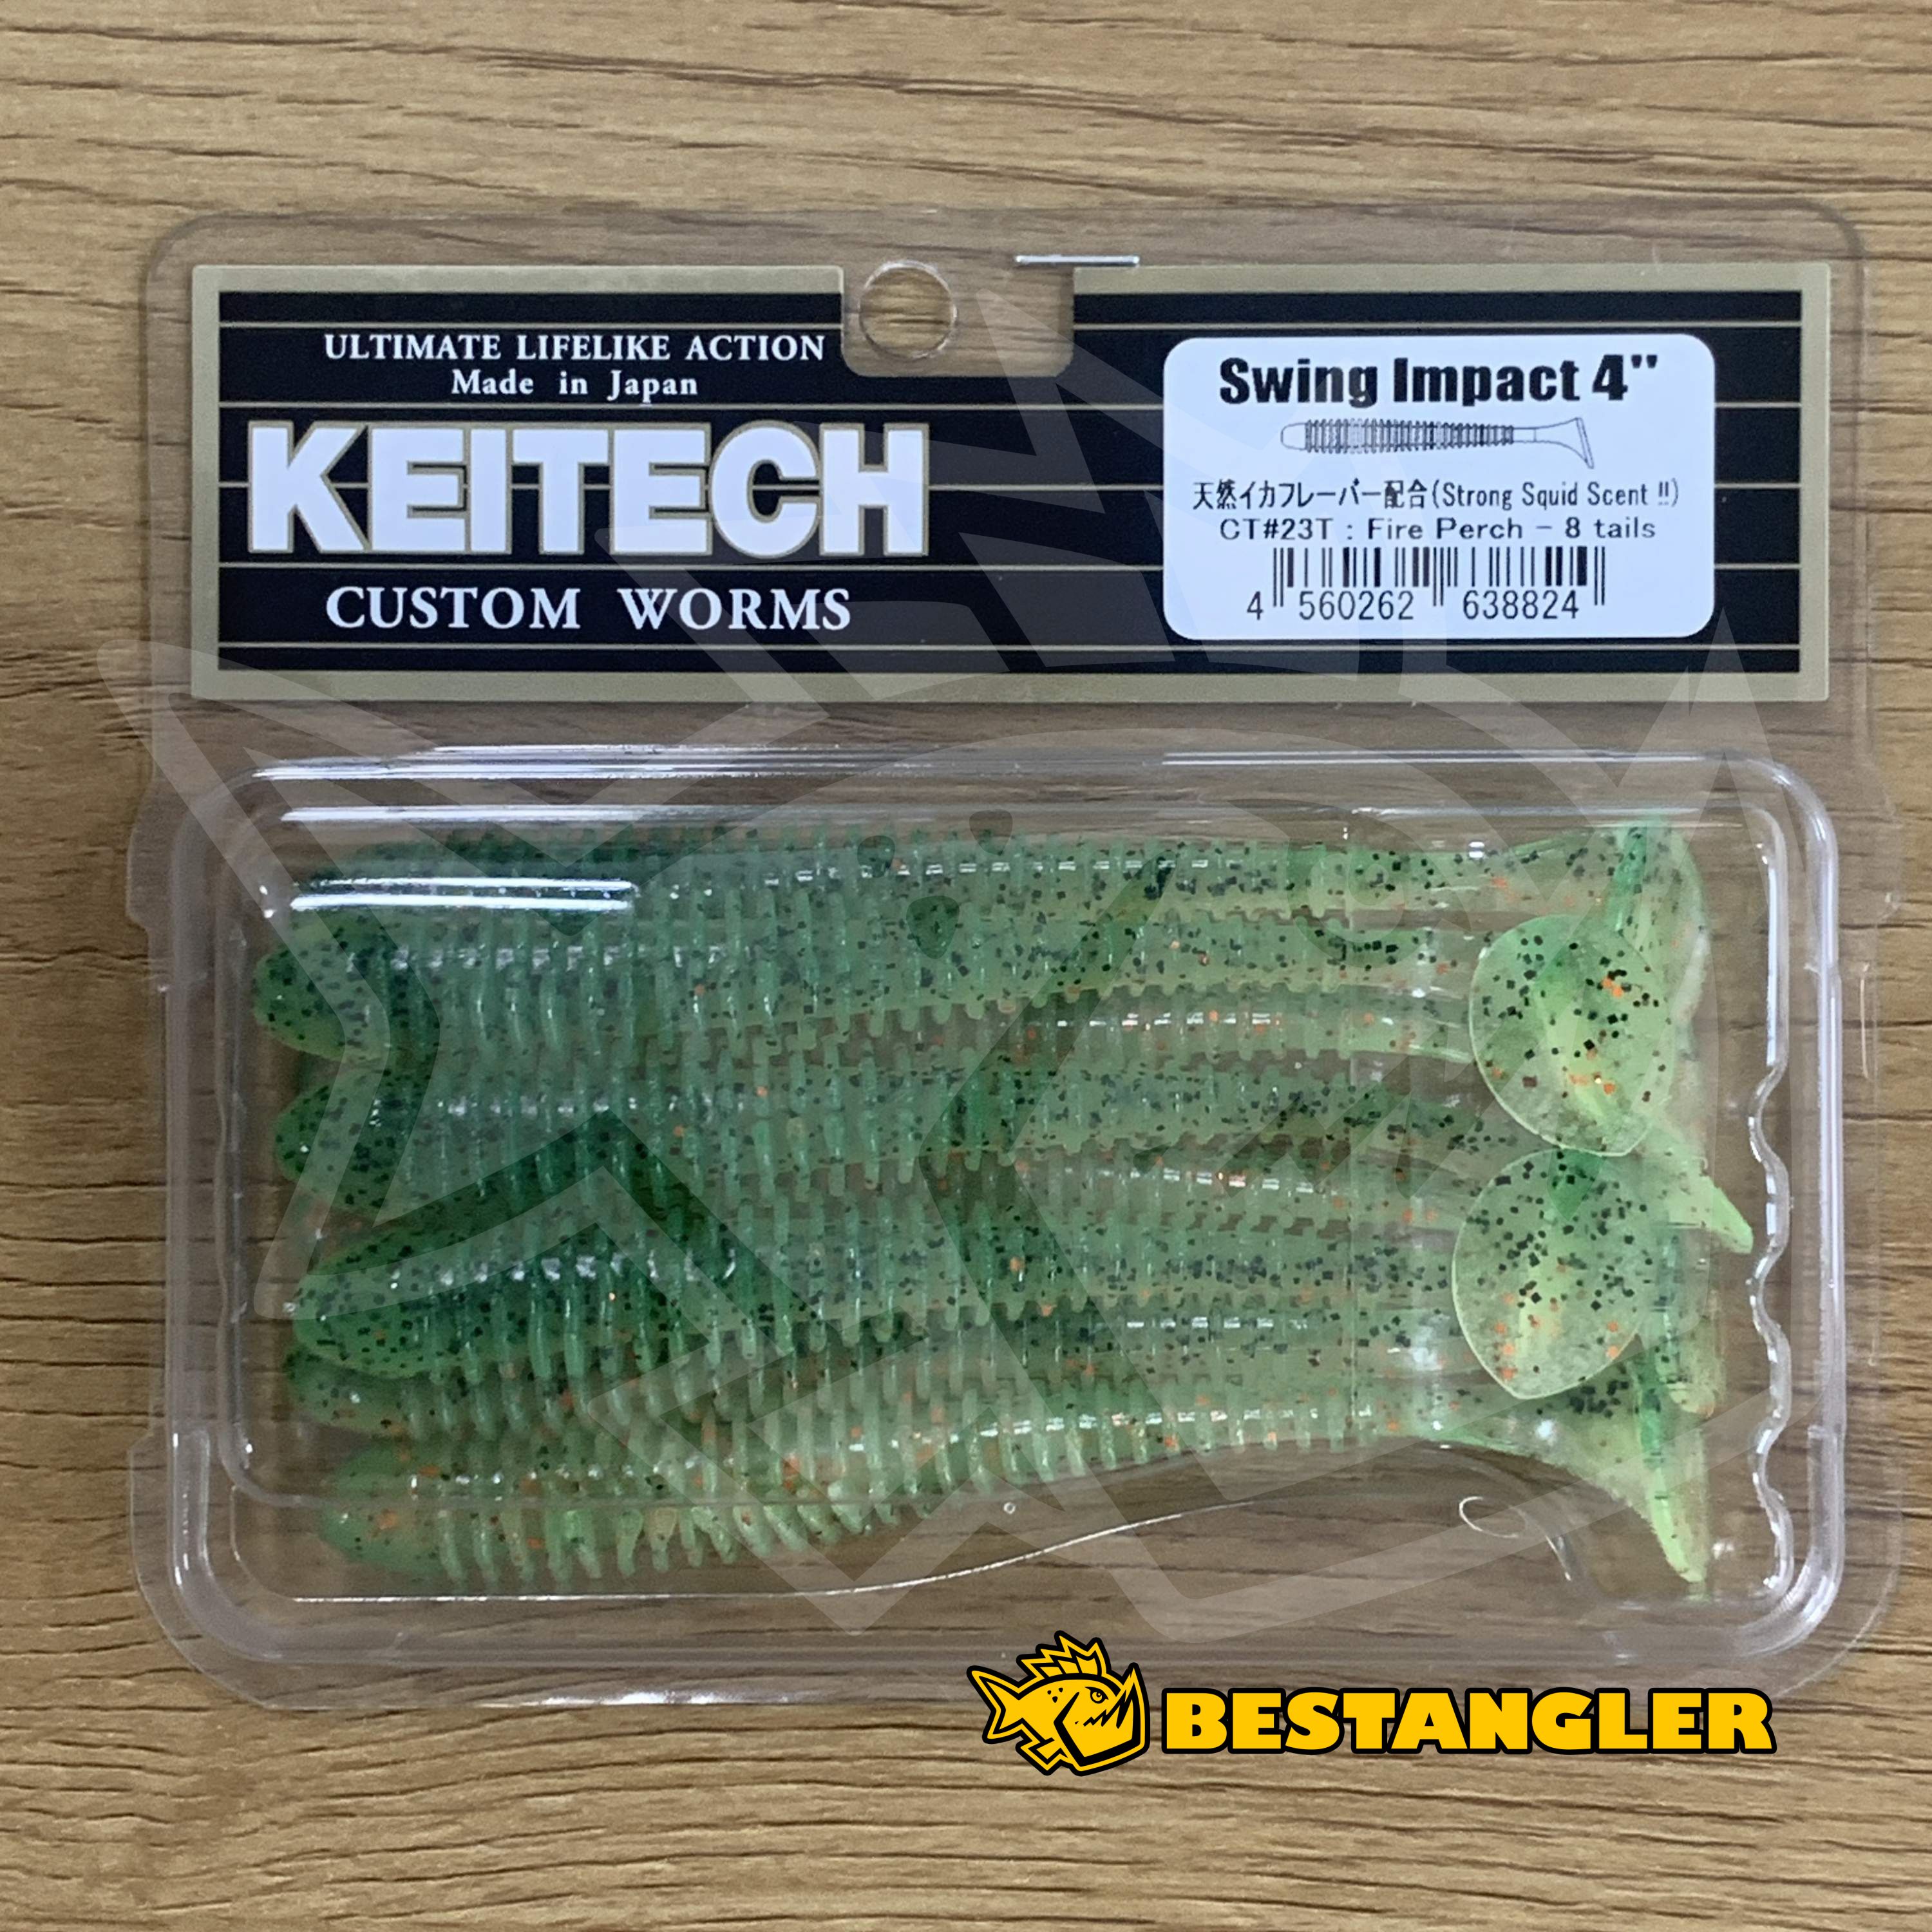 ULTIMATE LIFELIKE ACTION
Made in Japan
KEITECH
CUSTOM WORMS
Swing Impact 4"
天然イカフレーバー配合(Strong Squid Scent !!)
CT#23T : Fire Perch - 8 tails
4 560262 638824
BESTANGLER